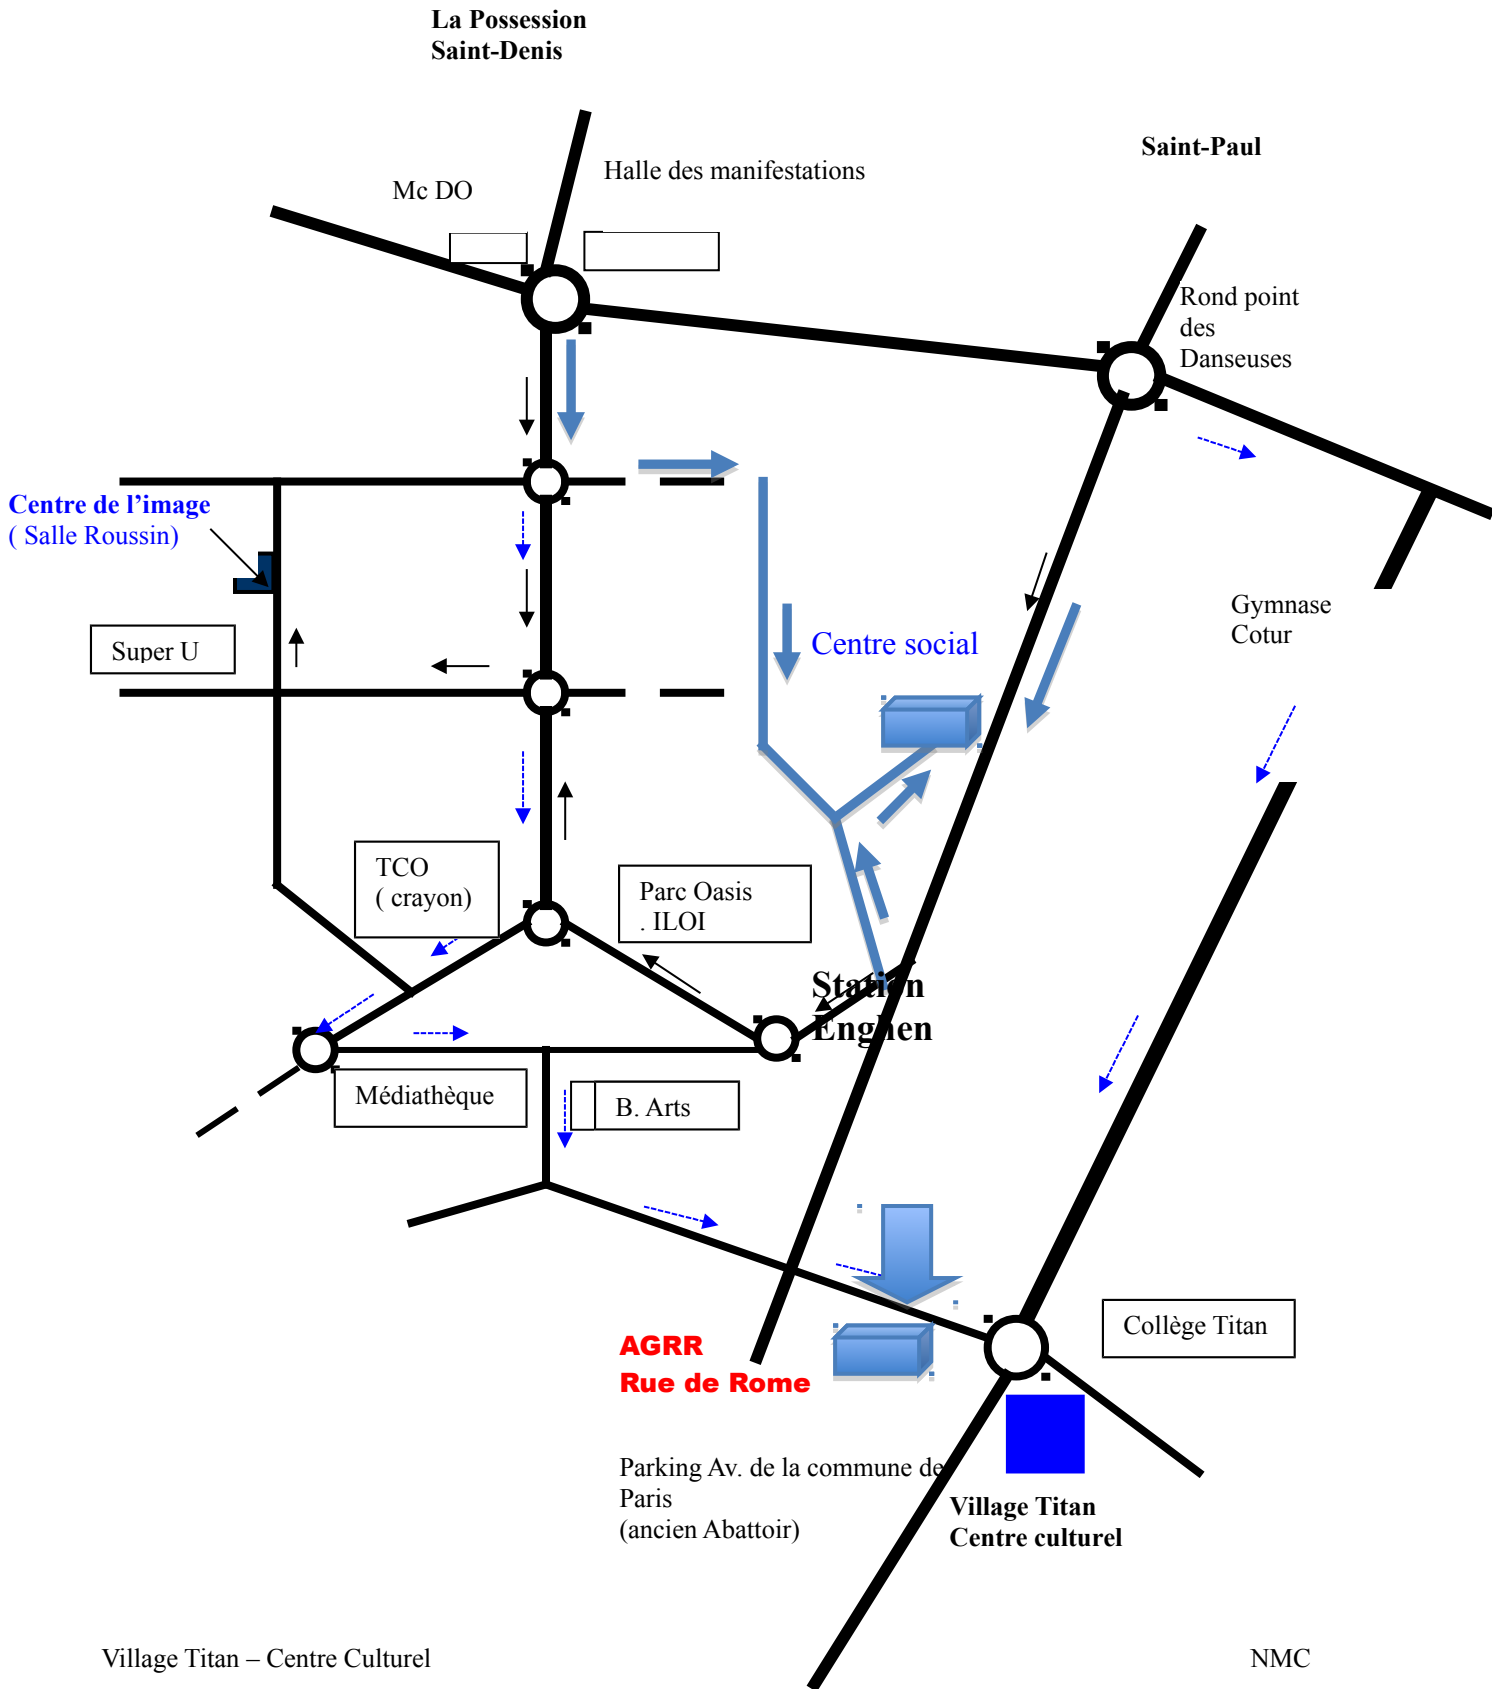 La Possession
Saint-Denis
Saint-Paul
Halle des manifestations
Mc DO
Rond point
des
Danseuses
Centre de l’image
( Salle Roussin)
Gymnase
Cotur
Centre social
Super U
TCO
( crayon)
Parc Oasis
. ILOI
Station
Enghen
Médiathèque
B. Arts
Collège Titan
AGRR
Rue de Rome
Parking Av. de la commune de
Paris
(ancien Abattoir)
Village Titan
Centre culturel
Village Titan – Centre Culturel
NMC